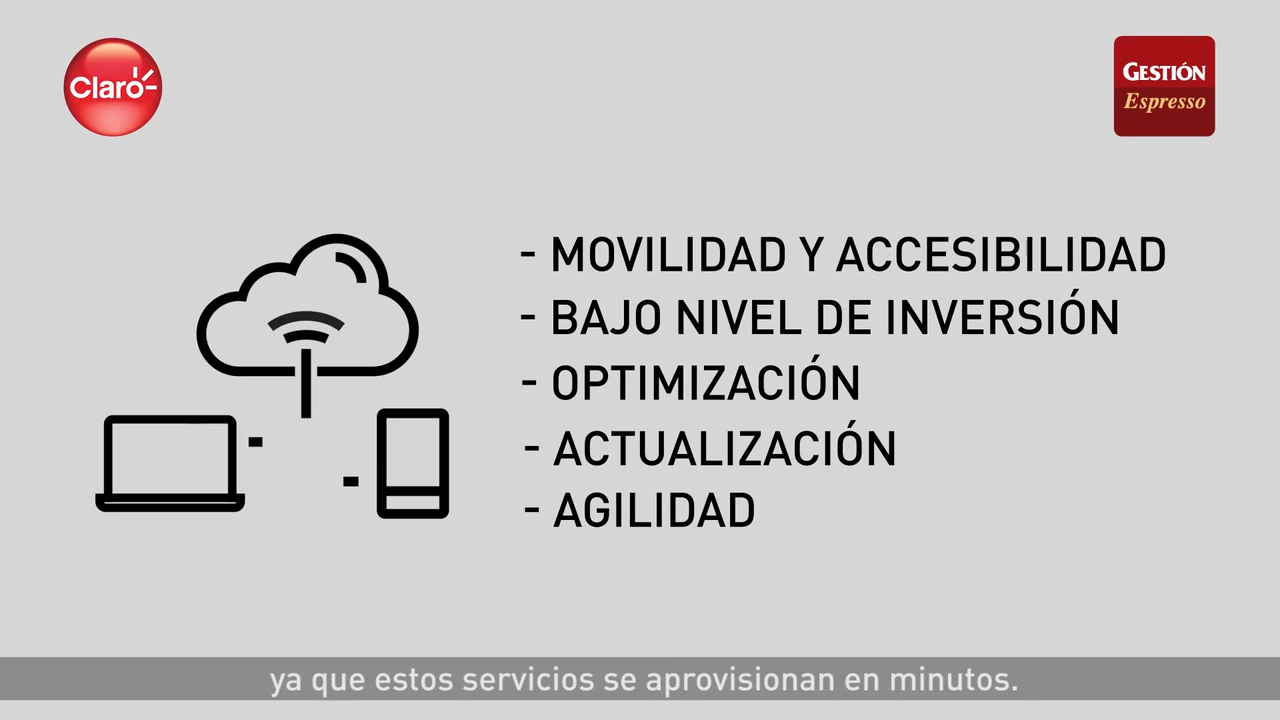 Claro
GESTIÓN
Espresso
- MOVILIDAD Y ACCESIBILIDAD
- BAJO NIVEL DE INVERSIÓN
- OPTIMIZACIÓN
- ACTUALIZACIÓN
- AGILIDAD
ya que estos servicios se aprovisionan en minutos.